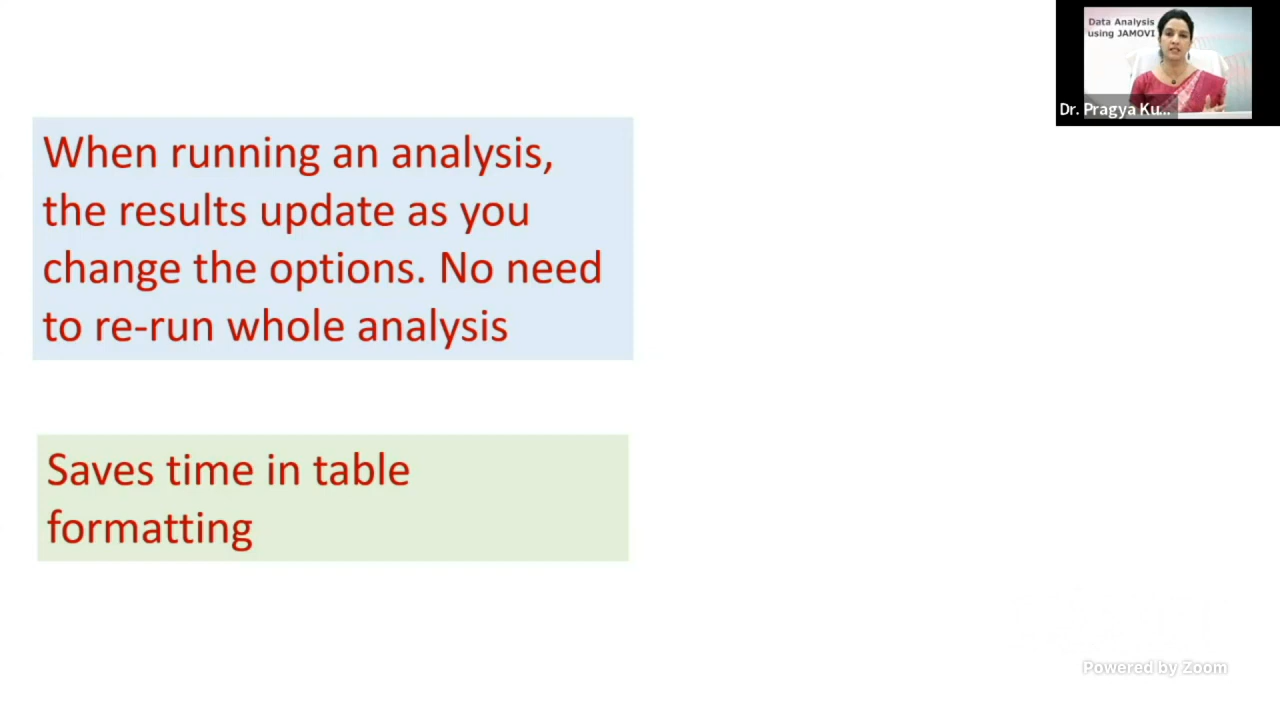 Data Analysis
using JAMOVI
Dr. Pragya Ku...
When running an analysis,
the results update as you
change the options. No need
to re-run whole analysis
Saves time in table
formatting
Powered by Zoom